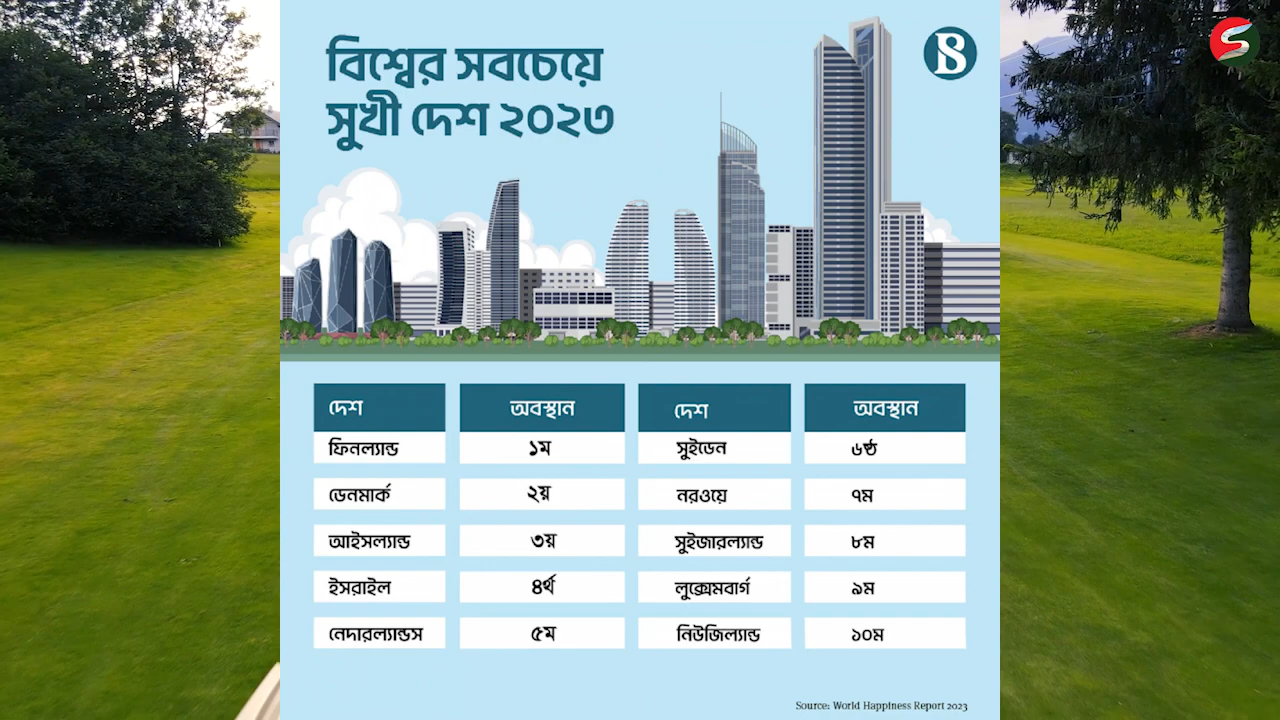 বিশ্বের সবচেয়ে
সুখী দেশ ২০২৩
দেশ অবস্থান দেশ অবস্থান
ফিনল্যান্ড ১ম সুইডেন ৬ষ্ঠ
ডেনমার্ক ২য় নরওয়ে ৭ম
আইসল্যান্ড ৩য় সুইজারল্যান্ড ৮ম
ইসরাইল ৪র্থ লুক্সেমবার্গ ৯ম
নেদারল্যান্ডস ৫ম নিউজিল্যান্ড ১০ম
Source: World Happiness Report 2023